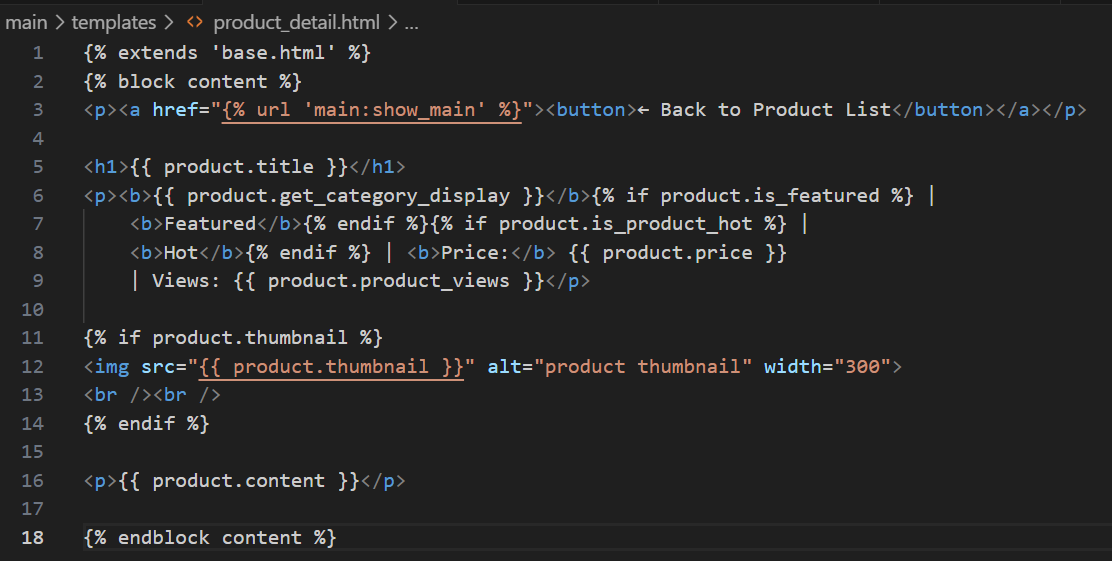 main > templates > <> product_detail.html > ...
1 {% extends 'base.html' %}
2 {% block content %}
3 <p><a href="{% url 'main:show_main' %}"><button>← Back to Product List</button></a></p>
4
5 <h1>{{ product.title }}</h1>
6 <p><b>{{ product.get_category_display }}</b>{% if product.is_featured %} |
7     <b>Featured</b>{% endif %}{% if product.is_product_hot %} |
8     <b>Hot</b>{% endif %} | <b>Price:</b> {{ product.price }}
9     | Views: {{ product.product_views }}</p>
10
11 {% if product.thumbnail %}
12 <img src="{{ product.thumbnail }}" alt="product thumbnail" width="300">
13 <br /><br />
14 {% endif %}
15
16 <p>{{ product.content }}</p>
17
18 {% endblock content %}